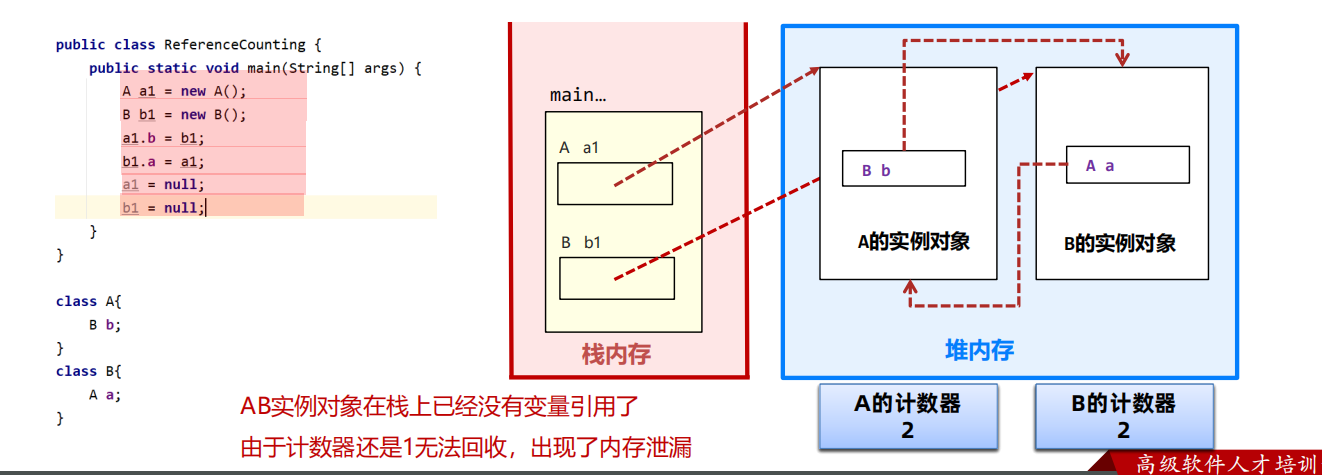 public class ReferenceCounting {
public static void main(String[] args) {
A a1 = new A();
B b1 = new B();
a1.b = b1;
b1.a = a1;
a1 = null;
b1 = null;
}
}
class A{
B b;
}
class B{
A a;
}
main…
A a1
B b1
栈内存
B b
A的实例对象
A a
B的实例对象
堆内存
A的计数器
2
B的计数器
2
AB实例对象在栈上已经没有变量引用了
由于计数器还是1无法回收，出现了内存泄漏
高级软件人才培训